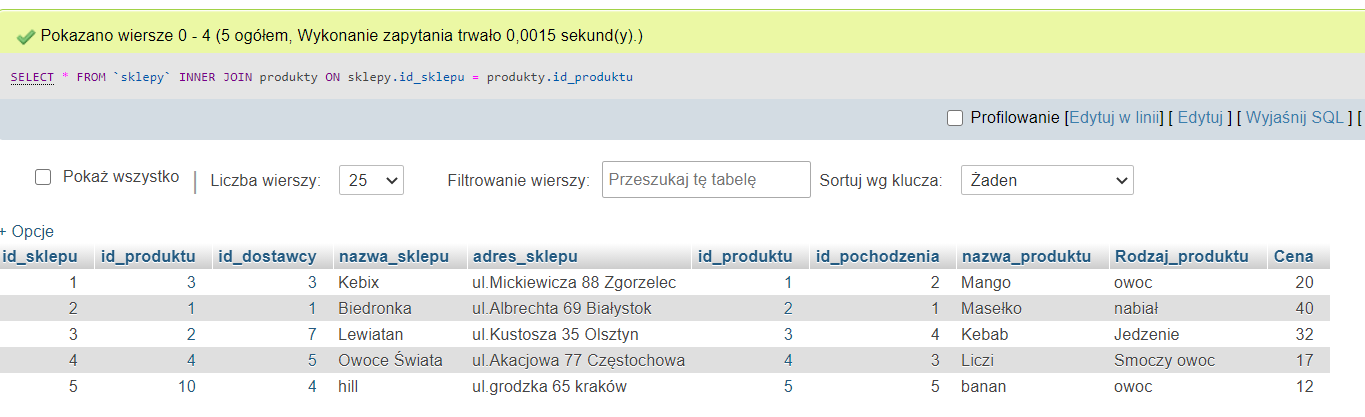 Pokazano wiersze 0 - 4 (5 ogółem, Wykonanie zapytania trwało 0,0015 sekund(y).)
SELECT * FROM `sklepy` INNER JOIN produkty ON sklepy.id_sklepu = produkty.id_produktu
Profilowanie [Edytuj w linii] [ Edytuj ] [ Wyjaśnij SQL ] [
Pokaż wszystko | Liczba wierszy: 25 Filtrowanie wierszy: Przeszukaj tę tabelę Sortuj wg klucza: Żaden
+ Opcje
id_sklepu id_produktu id_dostawcy nazwa_sklepu adres_sklepu id_produktu id_pochodzenia nazwa_produktu Rodzaj_produktu Cena
1 3 3 Kebix ul.Mickiewicza 88 Zgorzelec 1 2 Mango owoc 20
2 1 1 Biedronka ul.Albrechta 69 Białystok 2 1 Masełko nabiał 40
3 2 7 Lewiatan ul.Kustosza 35 Olsztyn 3 4 Kebab Jedzenie 32
4 4 5 Owoce Świata ul.Akacjowa 77 Częstochowa 4 3 Liczi Smoczy owoc 17
5 10 4 hill ul.grodzka 65 kraków 5 5 banan owoc 12